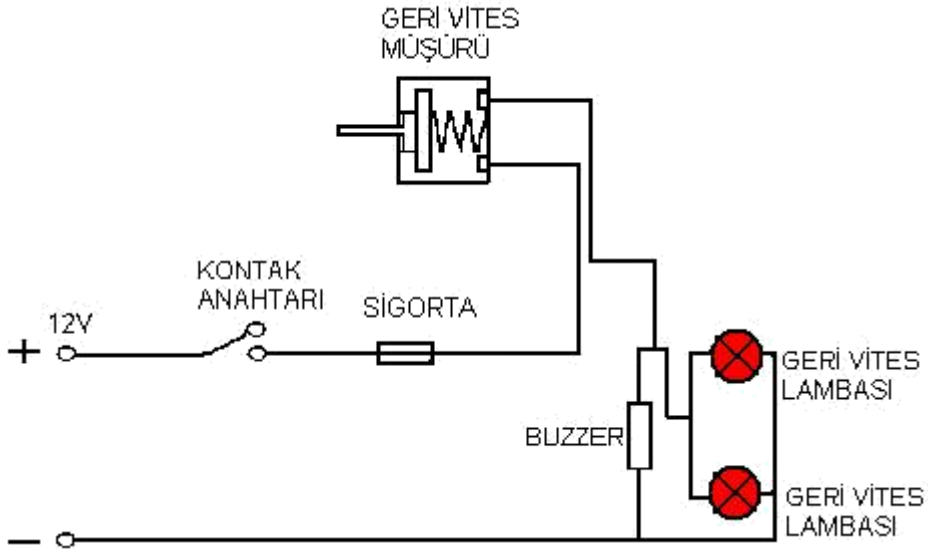 GERİ VİTES
MÜŞÜRÜ
KONTAK
ANAHTARI
SİGORTA
12V
+
GERİ VİTES
LAMBASI
BUZZER
GERİ VİTES
LAMBASI
−